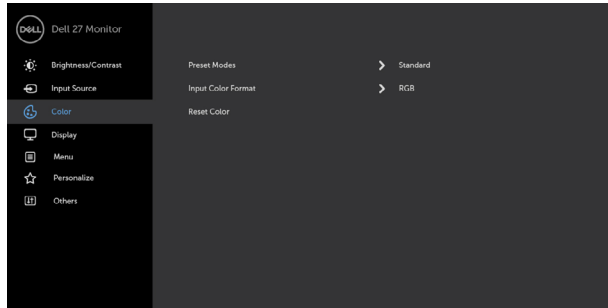 DELL Dell 27 Monitor
Brightness/Contrast
Input Source
Color
Display
Menu
Personalize
Others
Preset Modes Standard
Input Color Format RGB
Reset Color